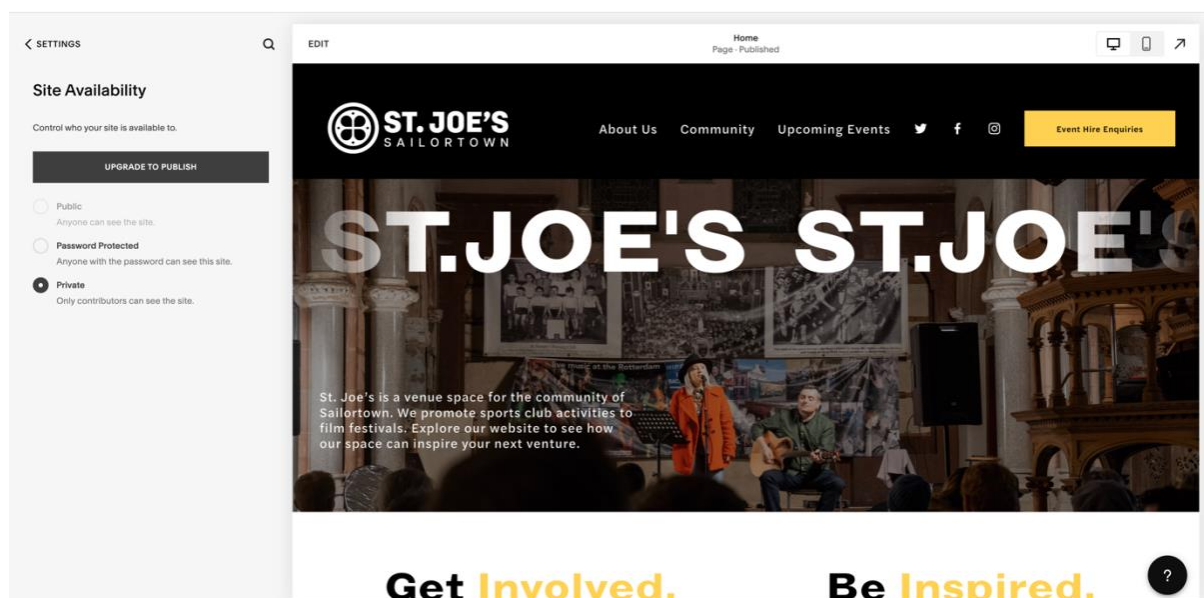 SETTINGS
Site Availability
Control who your site is available to.
UPGRADE TO PUBLISH
Public
Anyone can see the site.
Password Protected
Anyone with the password can see this site.
Private
Only contributors can see the site.
EDIT
Home
Page · Published
ST. JOE'S
SAILORTOWN
About Us
Community
Upcoming Events
Event Hire Enquiries
ST.JOE'S ST.JOE'S
music at the Rotterdam
St. Joe's is a venue space for the community of
Sailortown. We promote sports club activities to
film festivals. Explore our website to see how
our space can inspire your next venture.
Get Involved.
Be Inspired.
?